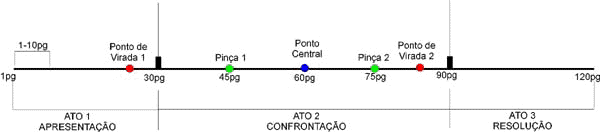 1-10pg
Ponto de
Virada 1
Pinça 1
Ponto
Central
Pinça 2
Ponto de
Virada 2
1pg
30pg
45pg
60pg
75pg
90pg
120pg
ATO 1
APRESENTAÇÃO
ATO 2
CONFRONTAÇÃO
ATO 3
RESOLUÇÃO